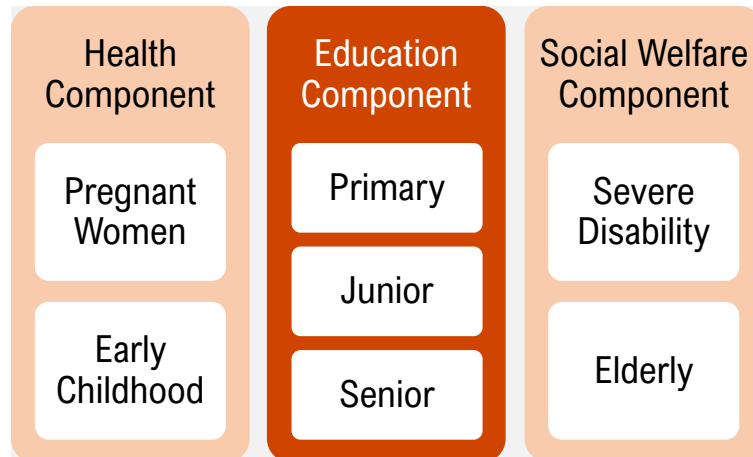 Health
Component
Pregnant
Women
Early
Childhood
Education
Component
Primary
Junior
Senior
Social Welfare
Component
Severe
Disability
Elderly